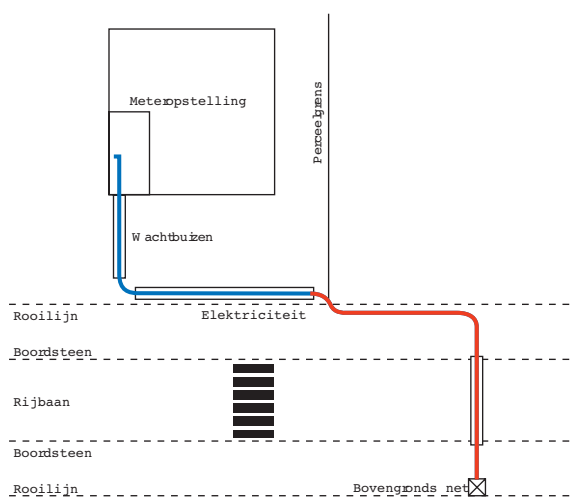 Meteropstelling
Perceelgrens
Wachtbuizen
Elektriciteit
Rooilijn
Boordsteen
Rijbaan
Boordsteen
Bovengronds net
Rooilijn